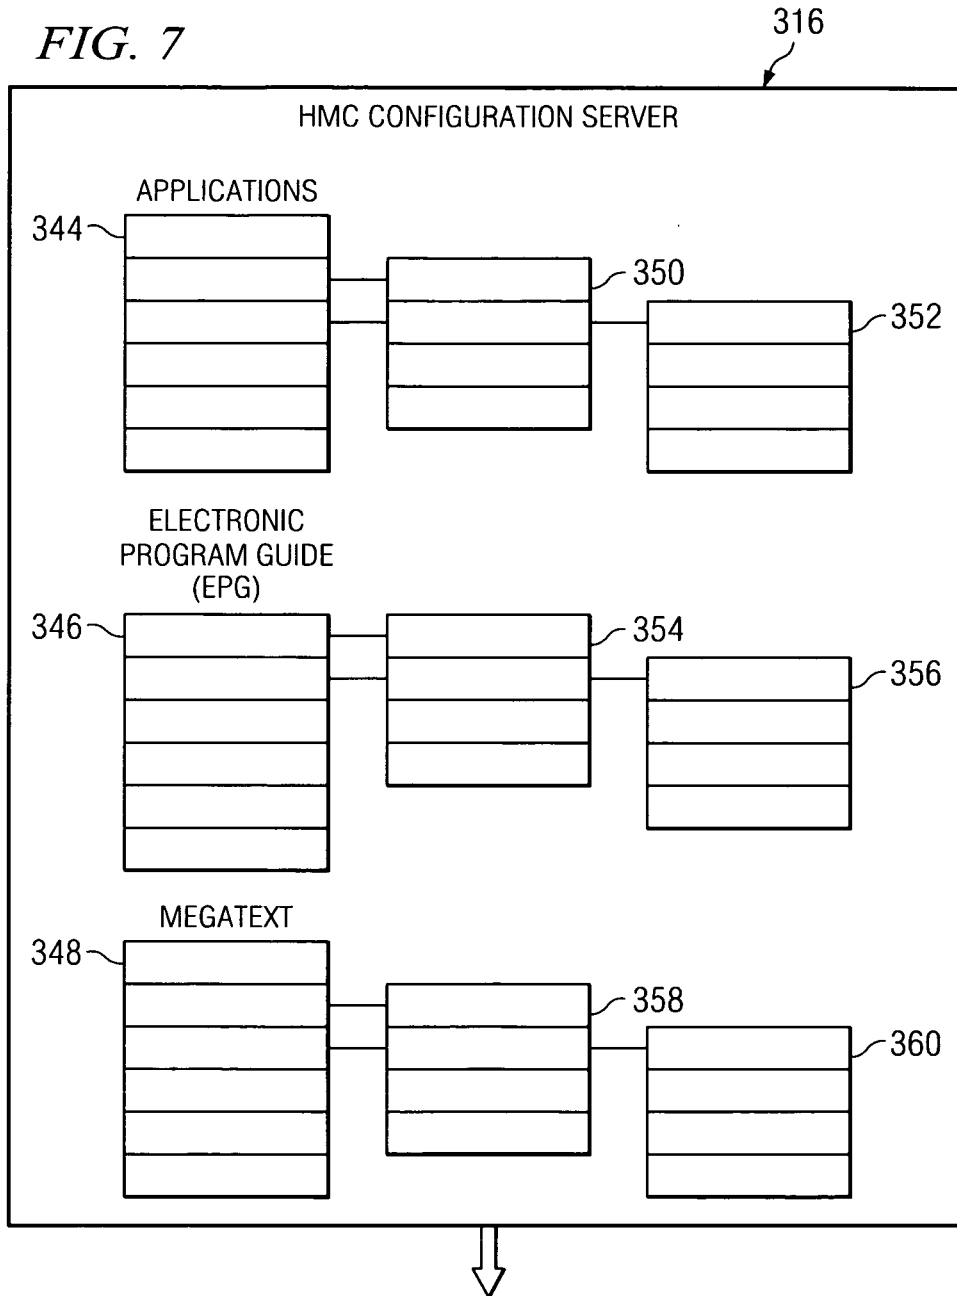 FIG. 7
316
HMC CONFIGURATION SERVER
APPLICATIONS
344
350
352
ELECTRONIC
PROGRAM GUIDE
(EPG)
346
354
356
MEGATEXT
348
358
360